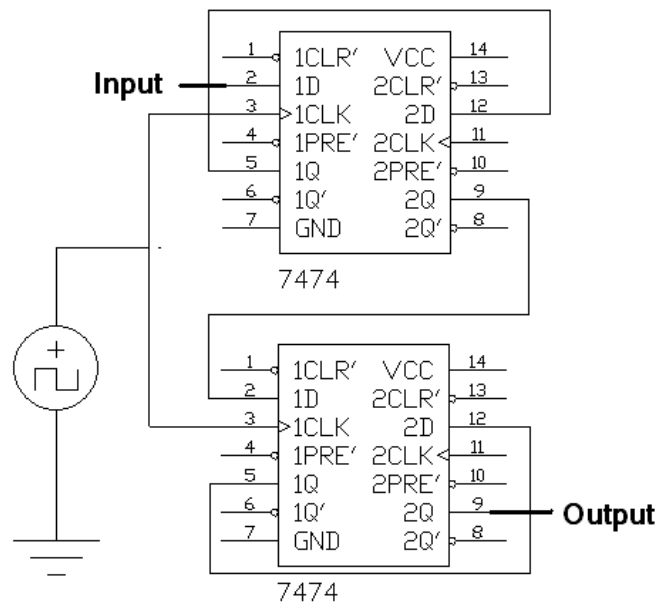 1 1CLR' VCC 14
Input 2 1D 2CLR' 13
3 1CLK 2D 12
4 1PRE' 2CLK 11
5 1Q 2PRE' 10
6 1Q' 2Q 9
7 GND 2Q' 8
7474
+
1 1CLR' VCC 14
2 1D 2CLR' 13
3 1CLK 2D 12
4 1PRE' 2CLK 11
5 1Q 2PRE' 10
6 1Q' 2Q 9 Output
7 GND 2Q' 8
7474